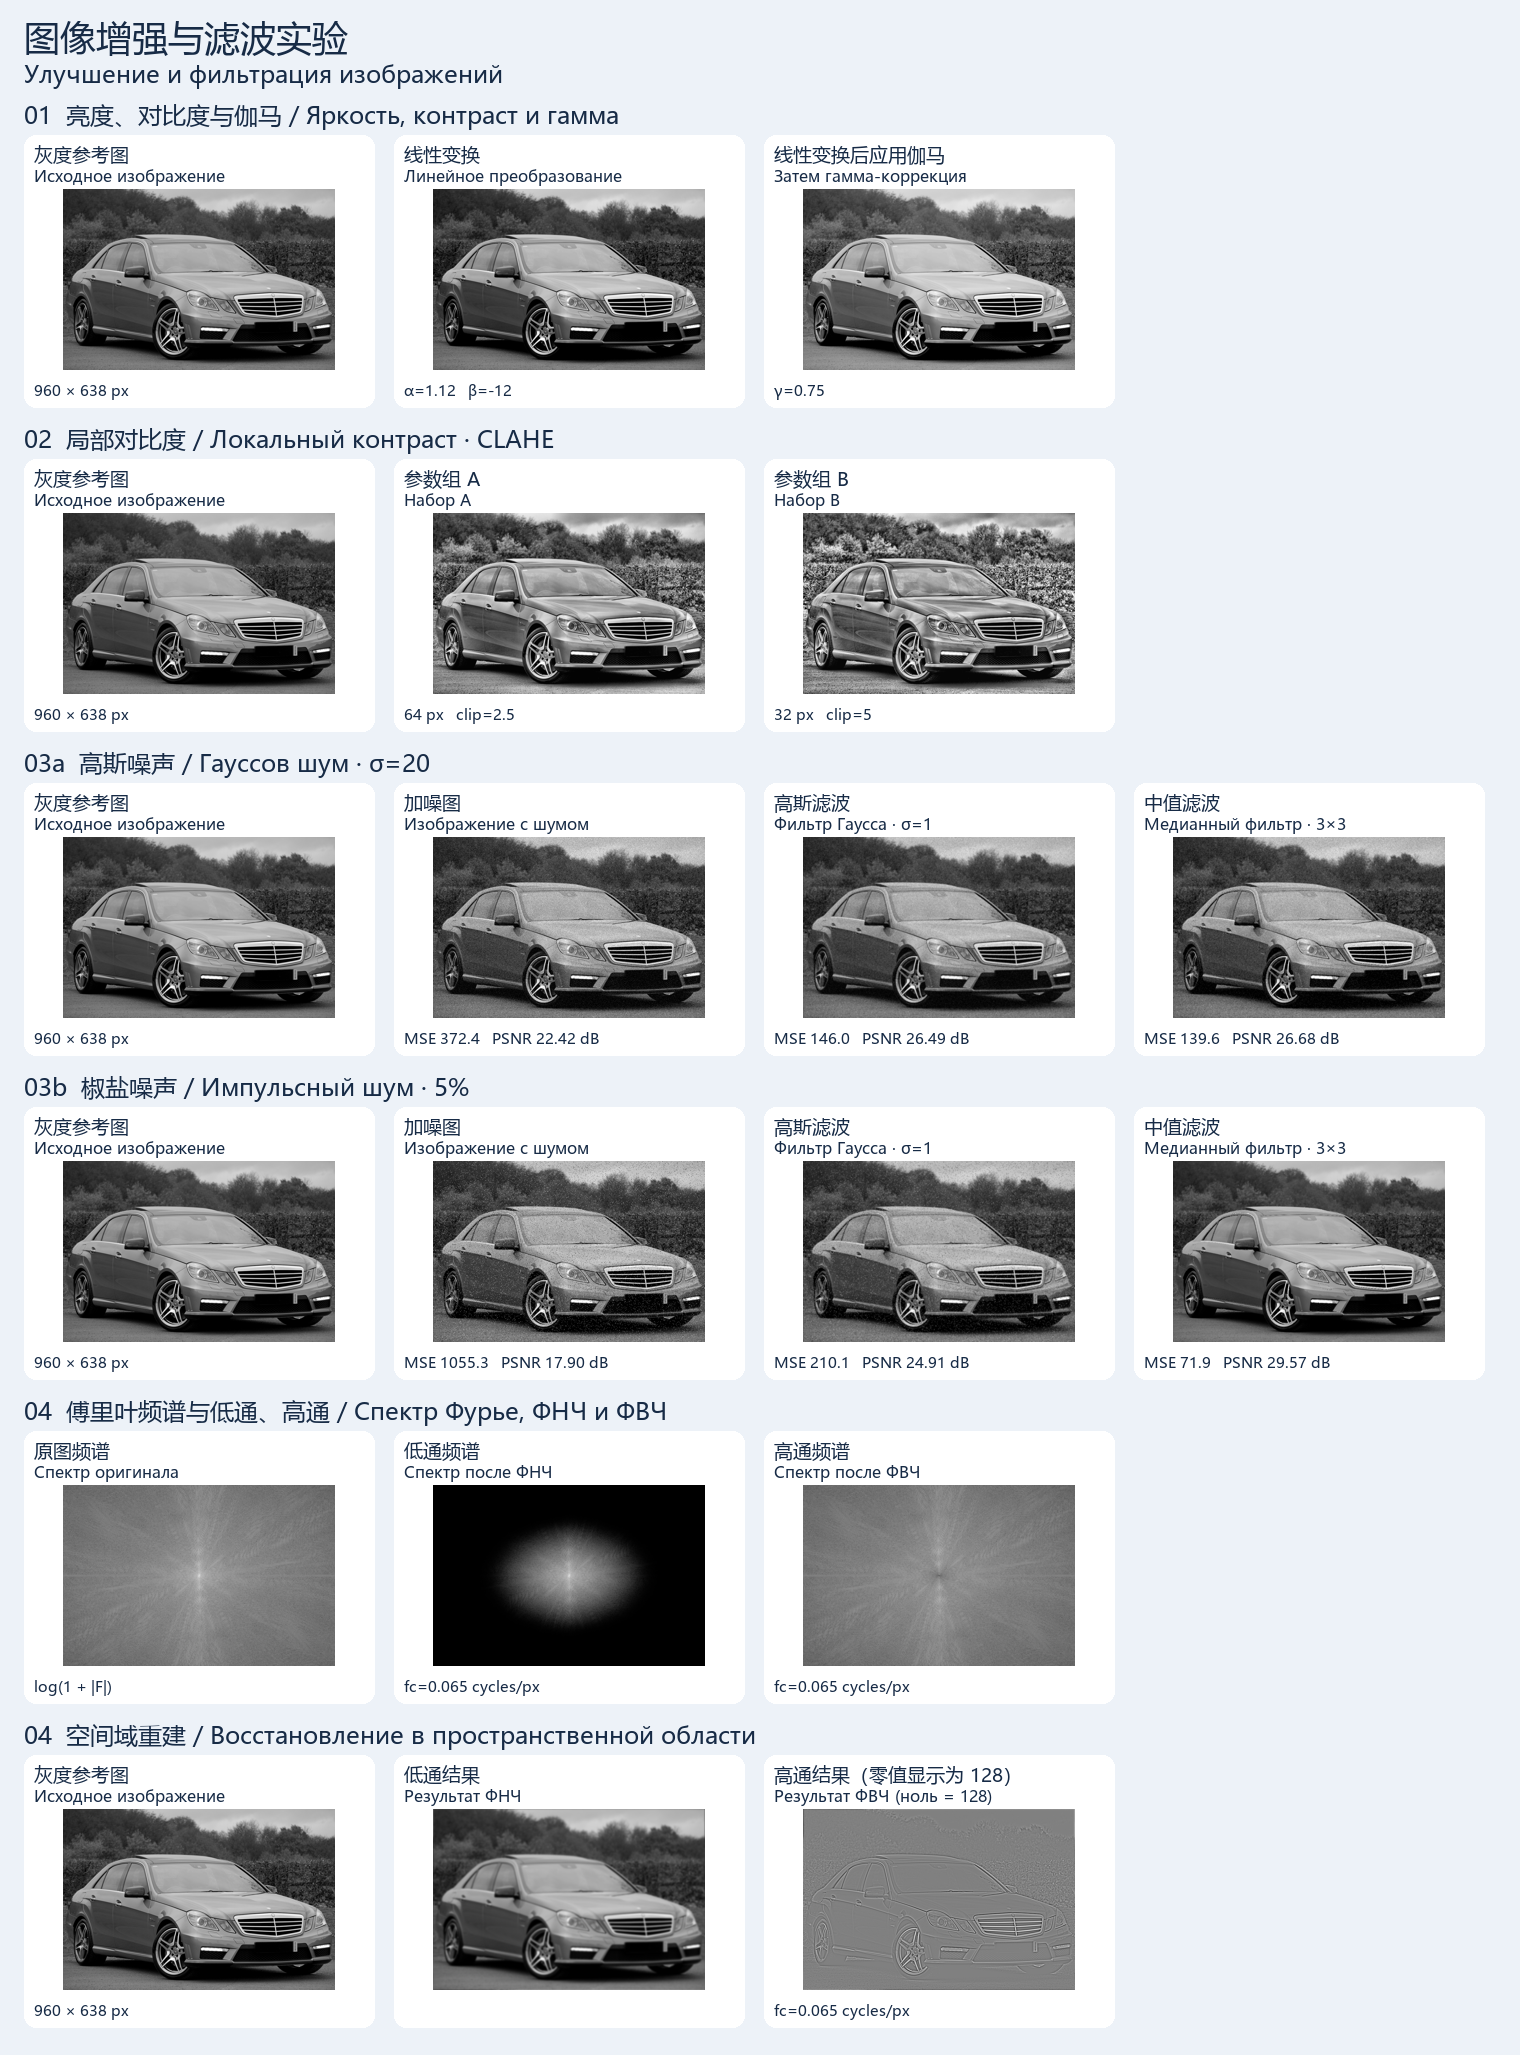 图像增强与滤波实验
Улучшение и фильтрация изображений
01 亮度、对比度与伽马 / Яркость, контраст и гамма
灰度参考图
Исходное изображение
960 × 638 px
线性变换
Линейное преобразование
α=1.12 β=-12
线性变换后应用伽马
Затем гамма-коррекция
γ=0.75
02 局部对比度 / Локальный контраст · CLAHE
灰度参考图
Исходное изображение
960 × 638 px
参数组 A
Набор A
64 px clip=2.5
参数组 B
Набор B
32 px clip=5
03a 高斯噪声 / Гауссов шум · σ=20
灰度参考图
Исходное изображение
960 × 638 px
加噪图
Изображение с шумом
MSE 372.4 PSNR 22.42 dB
高斯滤波
Фильтр Гаусса · σ=1
MSE 146.0 PSNR 26.49 dB
中值滤波
Медианный фильтр · 3×3
MSE 139.6 PSNR 26.68 dB
03b 椒盐噪声 / Импульсный шум · 5%
灰度参考图
Исходное изображение
960 × 638 px
加噪图
Изображение с шумом
MSE 1055.3 PSNR 17.90 dB
高斯滤波
Фильтр Гаусса · σ=1
MSE 210.1 PSNR 24.91 dB
中值滤波
Медианный фильтр · 3×3
MSE 71.9 PSNR 29.57 dB
04 傅里叶频谱与低通、高通 / Спектр Фурье, ФНЧ и ФВЧ
原图频谱
Спектр оригинала
log(1 + |F|)
低通频谱
Спектр после ФНЧ
fc=0.065 cycles/px
高通频谱
Спектр после ФВЧ
fc=0.065 cycles/px
04 空间域重建 / Восстановление в пространственной области
灰度参考图
Исходное изображение
960 × 638 px
低通结果
Результат ФНЧ
高通结果（零值显示为 128）
Результат ФВЧ (ноль = 128)
fc=0.065 cycles/px